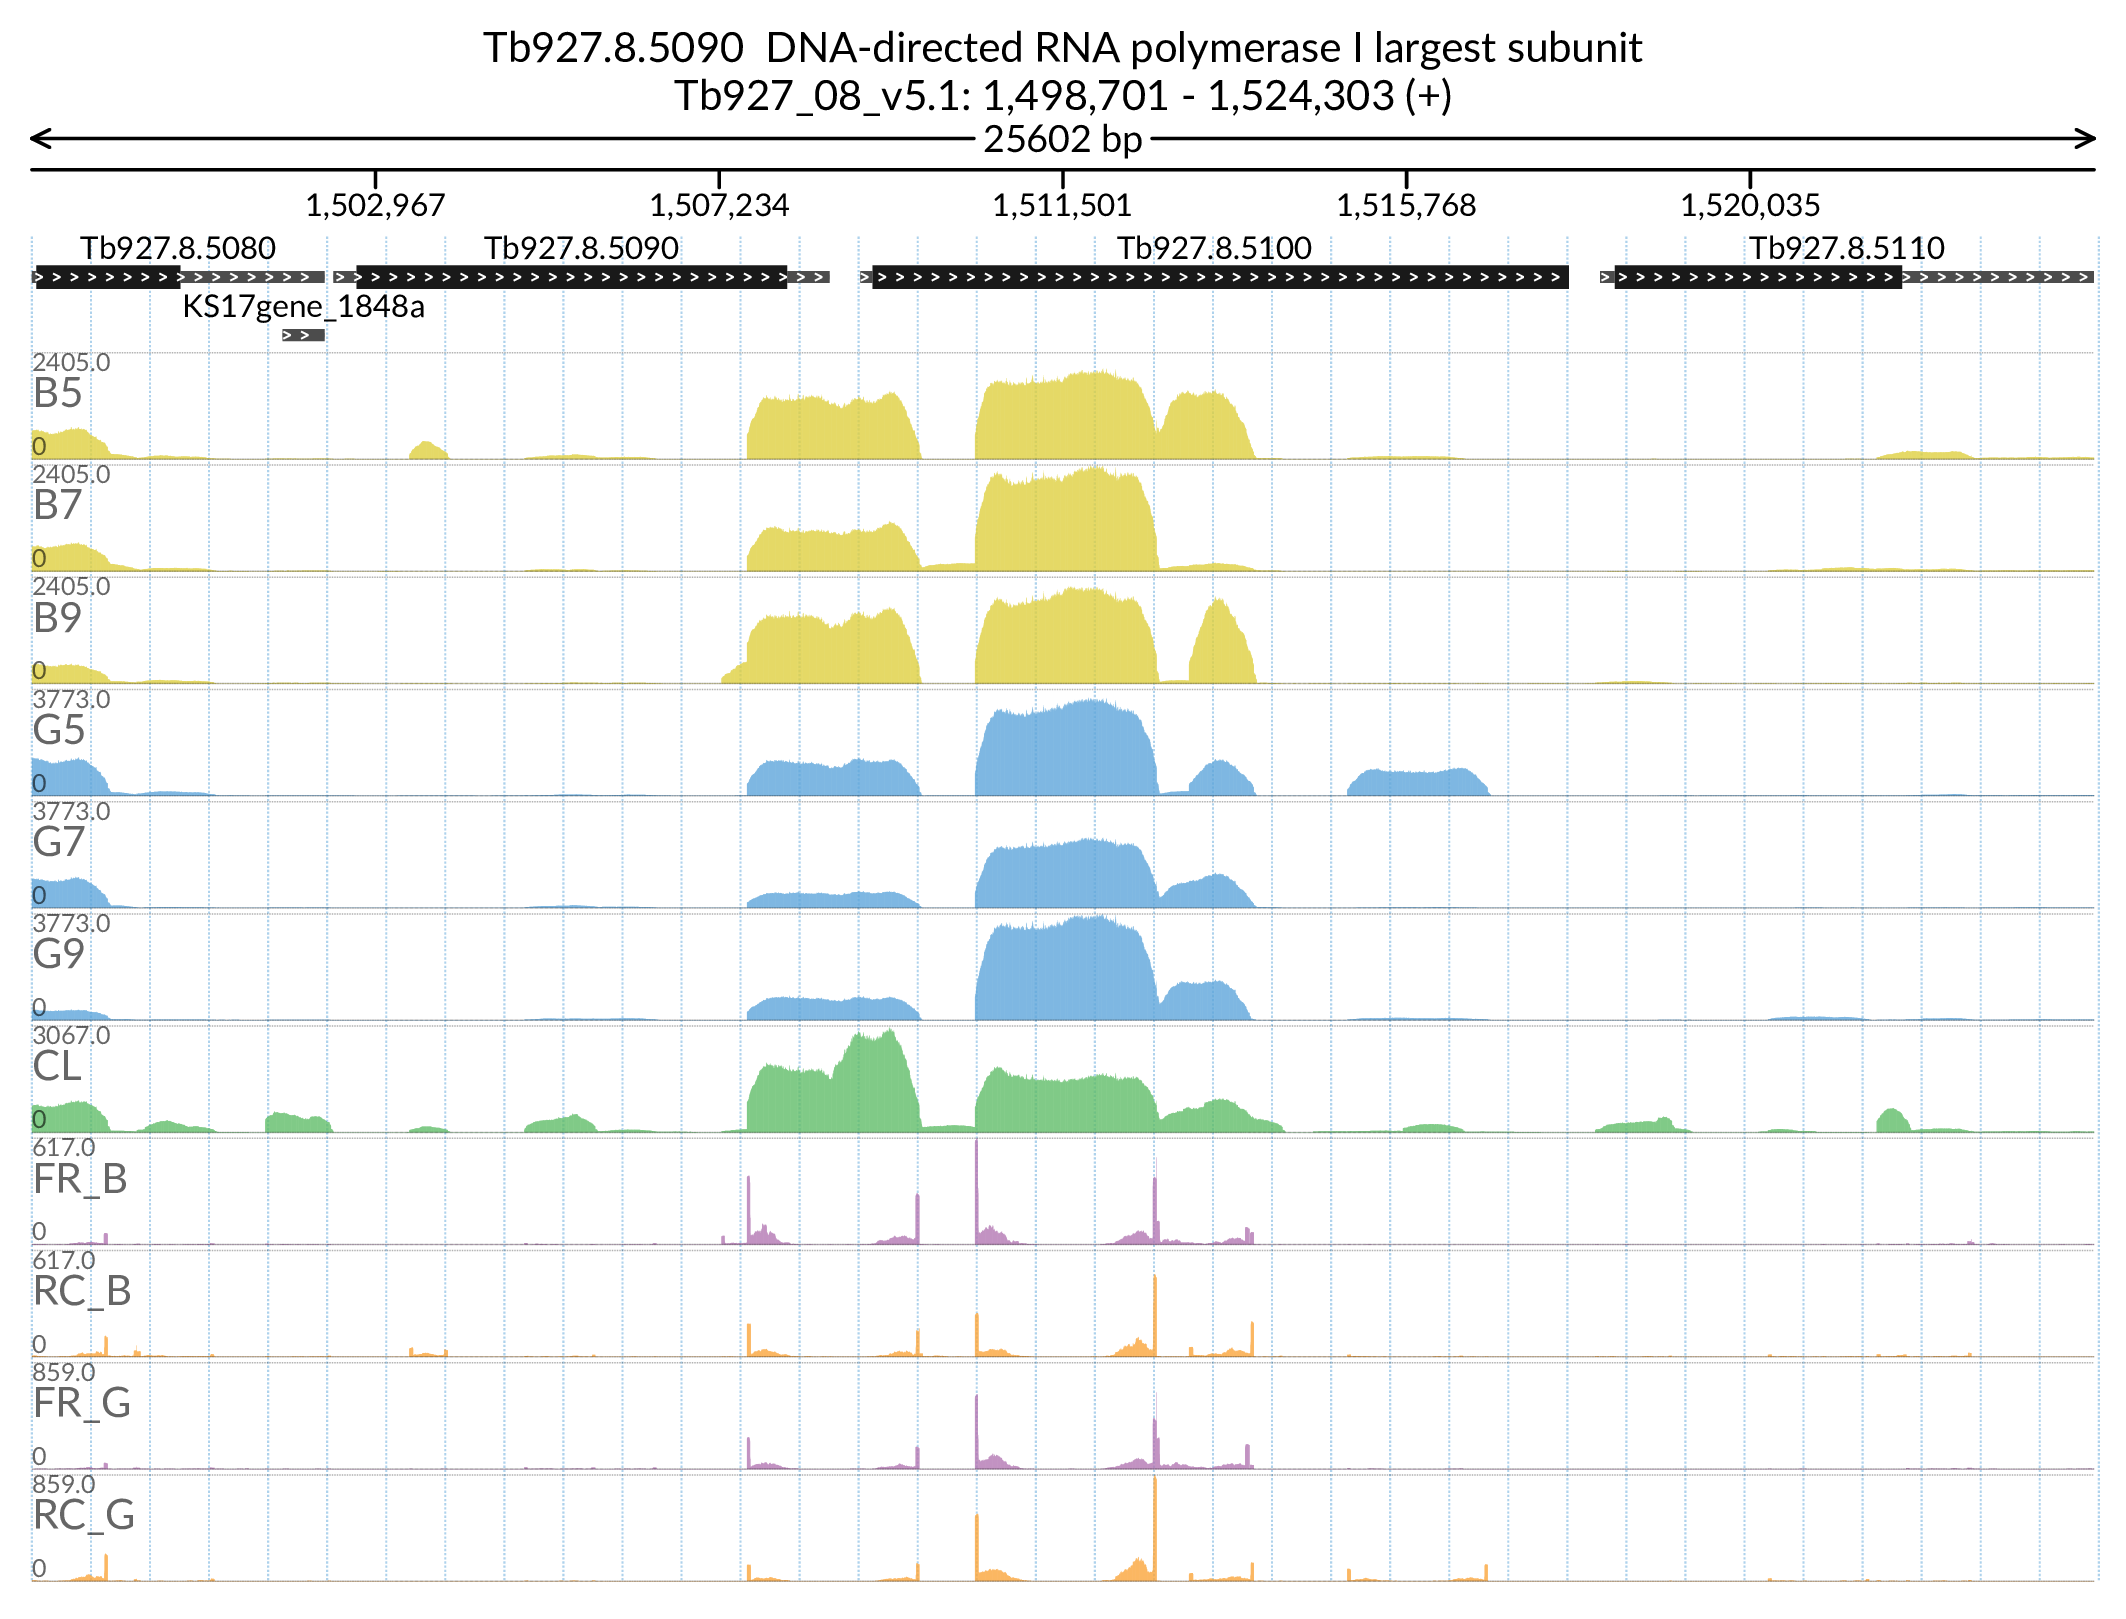 Tb927.8.5090 DNA-directed RNA polymerase I largest subunit
Tb927_08_v5.1: 1,498,701 - 1,524,303 (+)
25602 bp
1,502,967 1,507,234 1,511,501 1,515,768 1,520,035
Tb927.8.5080 Tb927.8.5090 Tb927.8.5100 Tb927.8.5110
KS17gene_1848a
2405.0
B5
0
2405.0
B7
0
2405.0
B9
0
3773.0
G5
0
3773.0
G7
0
3773.0
G9
0
3067.0
CL
0
617.0
FR_B
0
617.0
RC_B
0
859.0
FR_G
0
859.0
RC_G
0